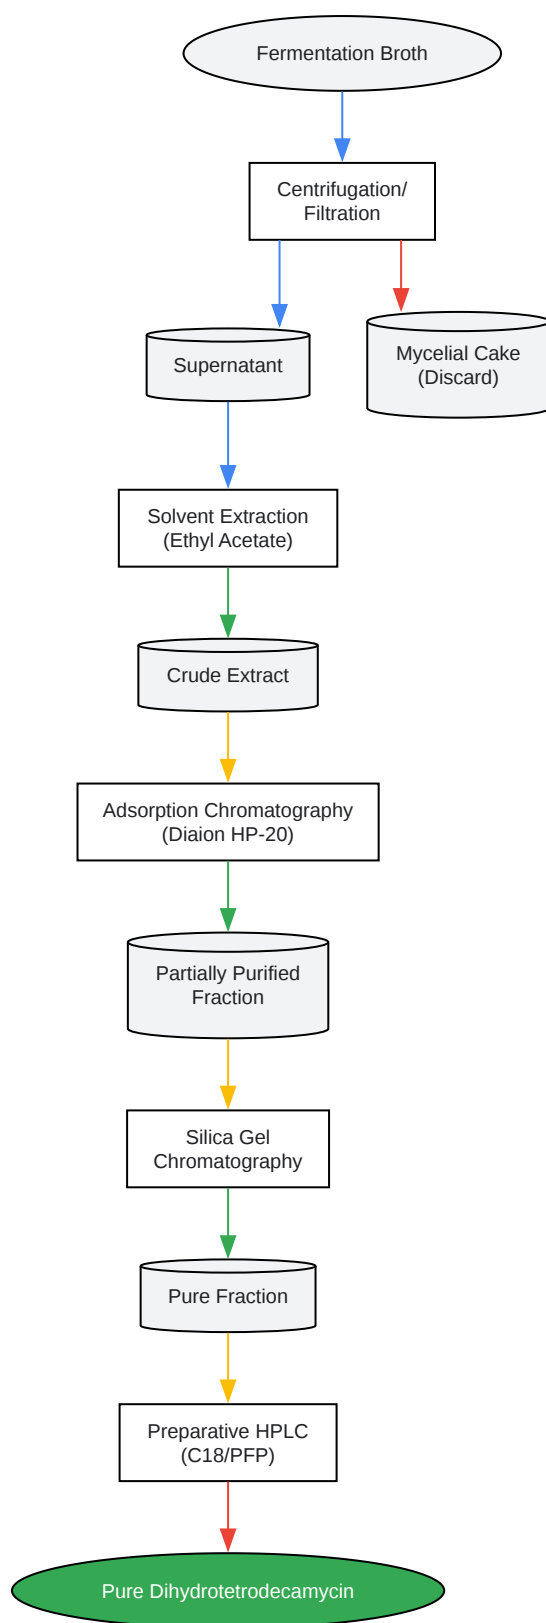 Fermentation Broth
Centrifugation/
Filtration
Supernatant
Mycelial Cake
(Discard)
Solvent Extraction
(Ethyl Acetate)
Crude Extract
Adsorption Chromatography
(Diaion HP-20)
Partially Purified
Fraction
Silica Gel
Chromatography
Pure Fraction
Preparative HPLC
(C18/PFP)
Pure Dihydrotetrodecamycin